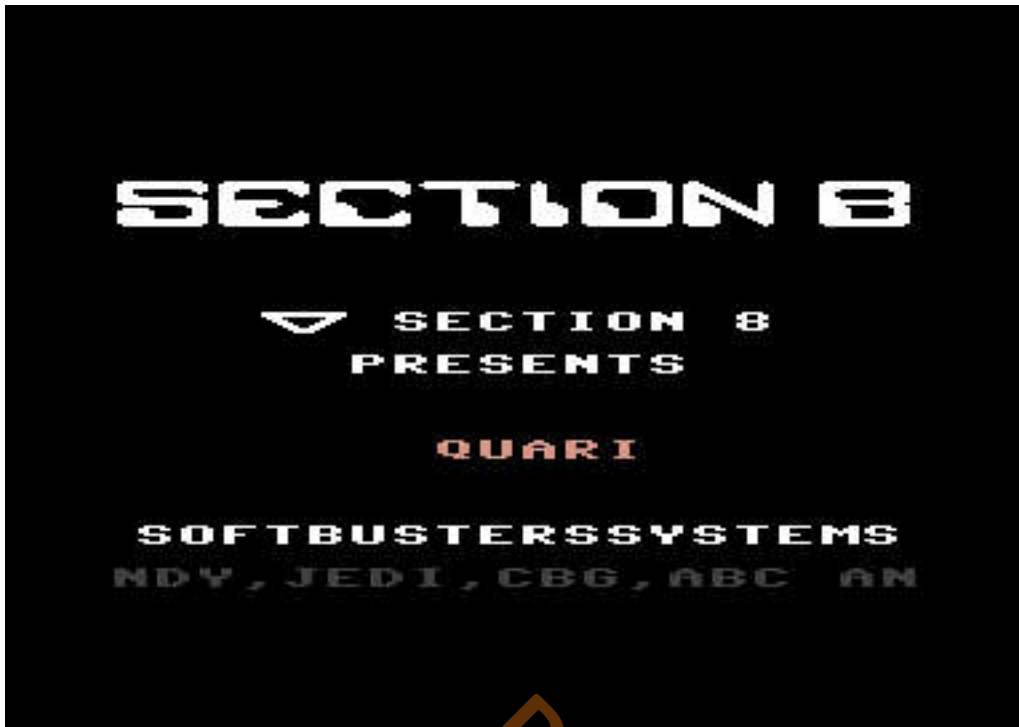 SECTION 8
SECTION 8
PRESENTS
QUARI
SOFTBUSTERSSYSTEMS
NDY,JEDI,CBG,ABC AN